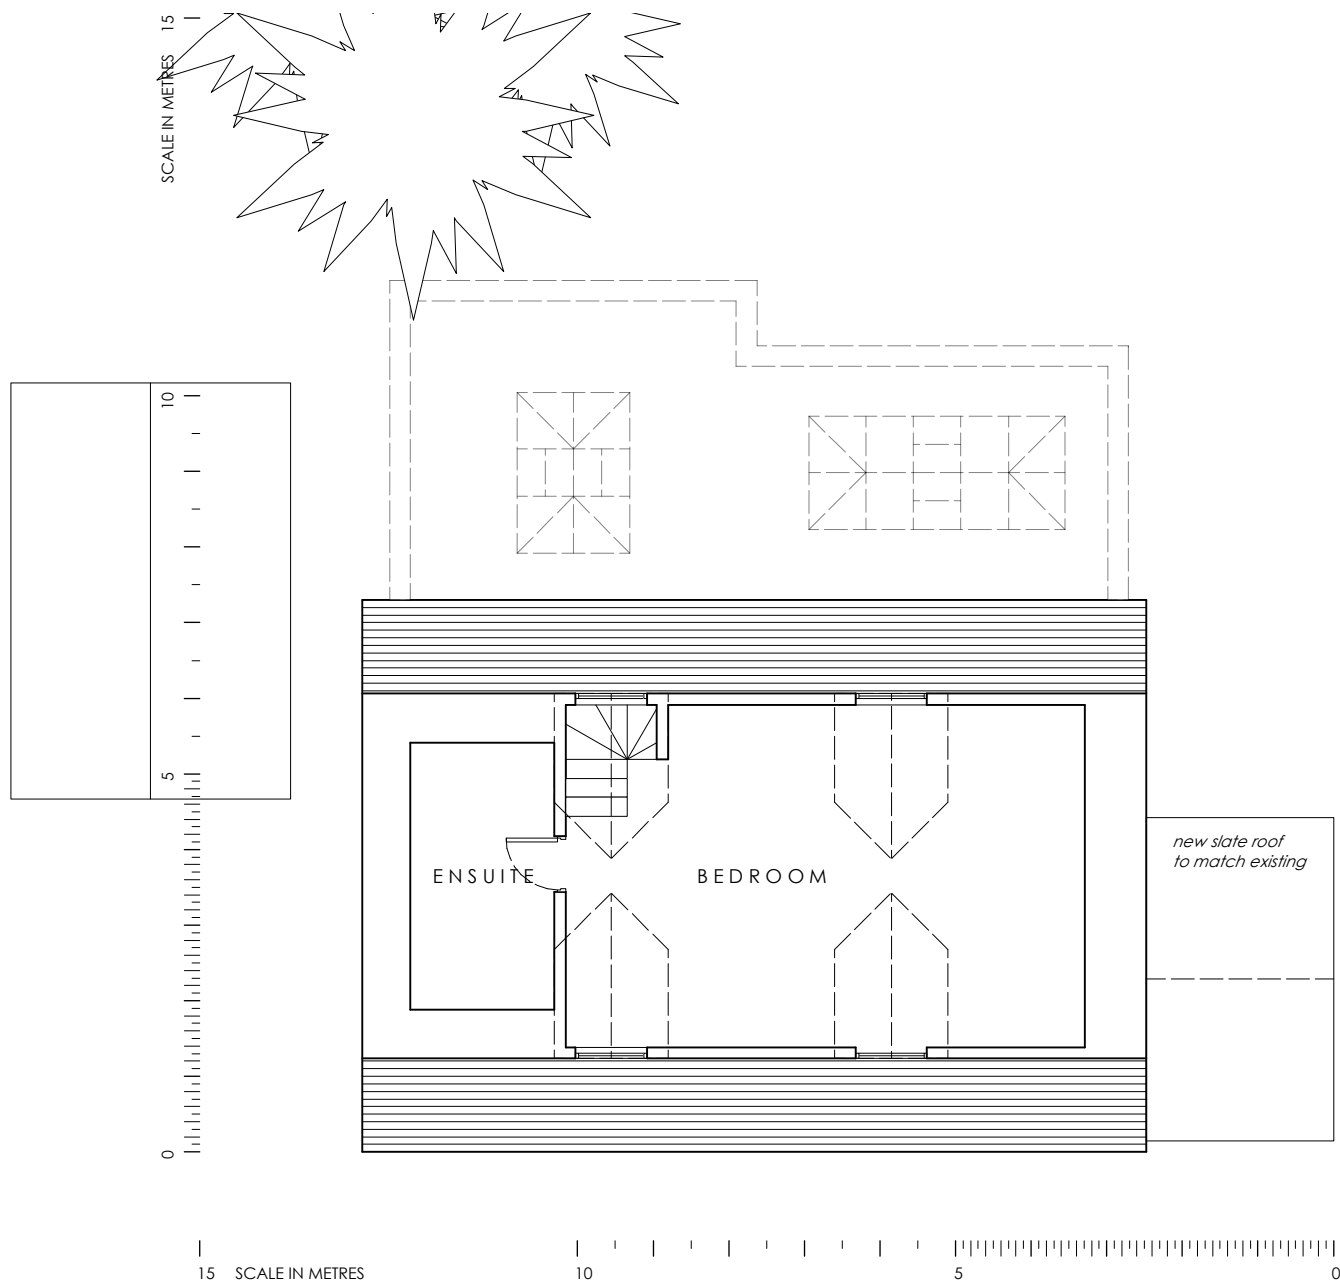 15
SCALE IN METRES
10
5
0
new slate roof
to match existing
ENSUITE
BEDROOM
15 SCALE IN METRES 10 5 0